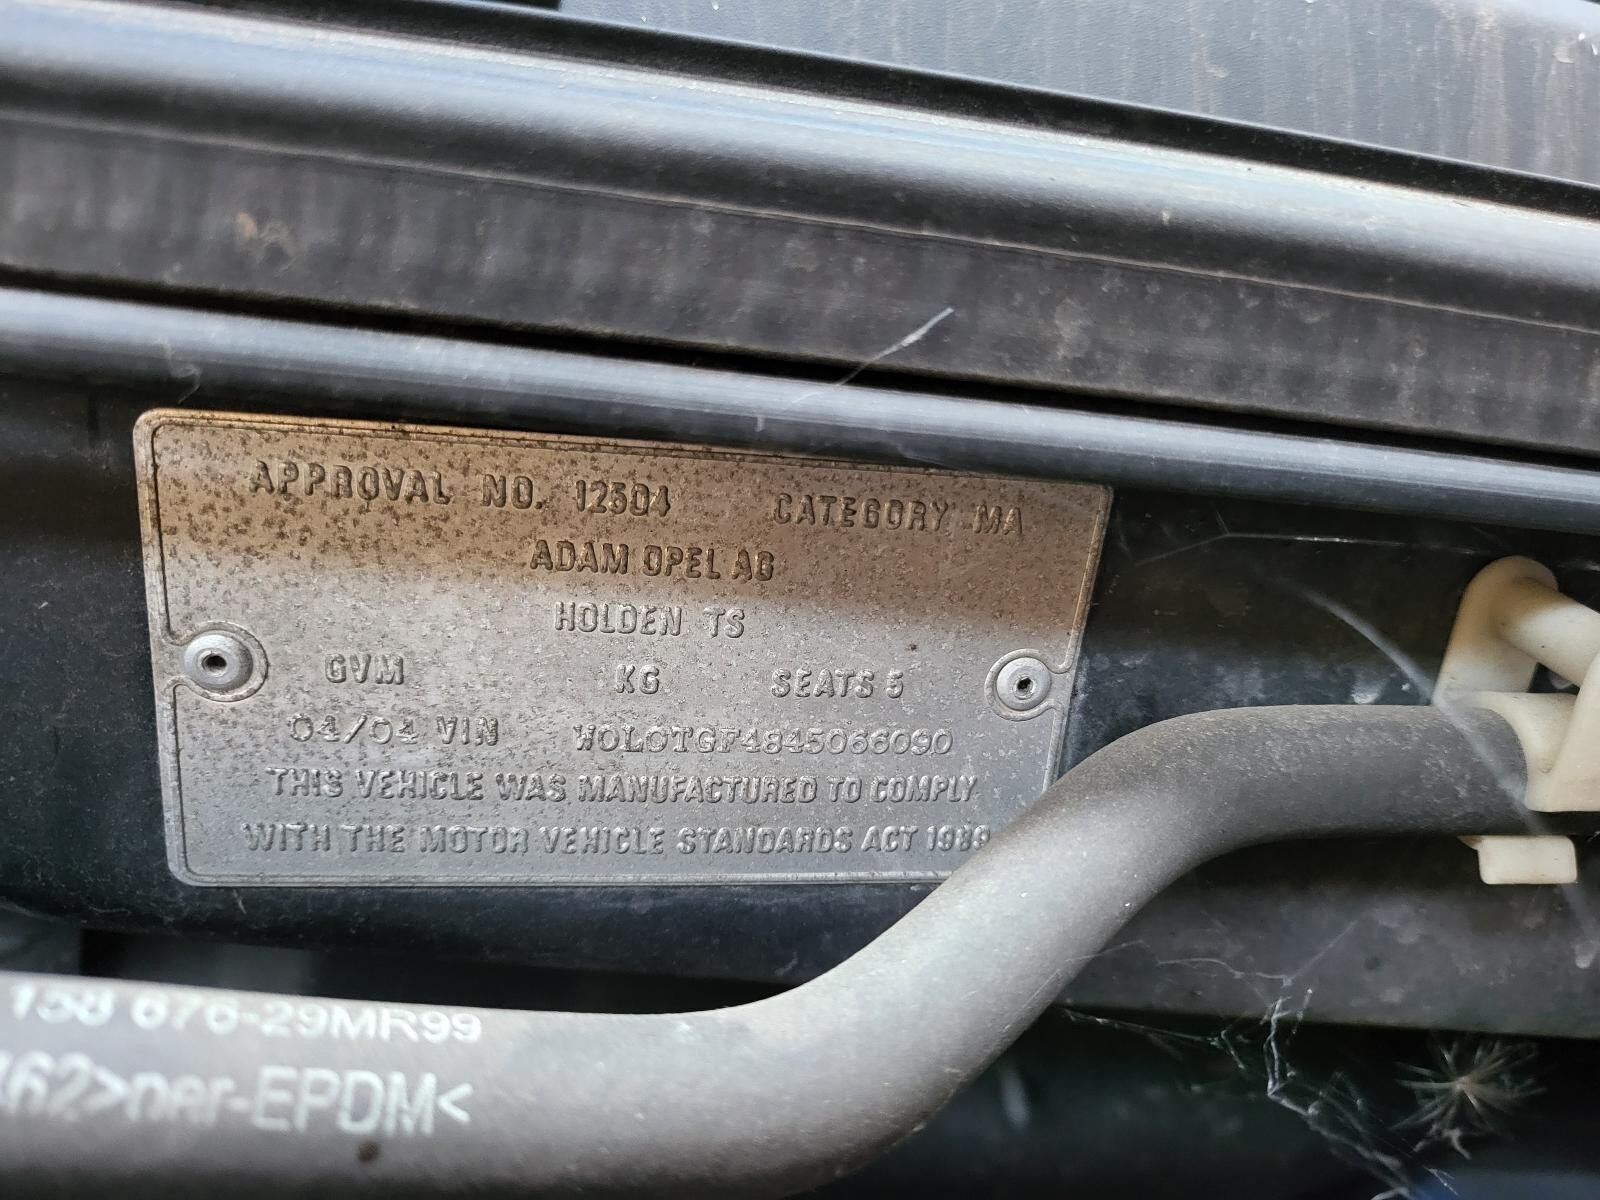 APPROVAL NO. 12504 CATEGORY MA
ADAM OPEL AG
HOLDEN TS
GVM KG SEATS 5
04/04 VIN W0L0TGF4845066090
THIS VEHICLE WAS MANUFACTURED TO COMPLY
WITH THE MOTOR VEHICLE STANDARDS ACT 1989
158 676-29MR99
462>per-EPDM<